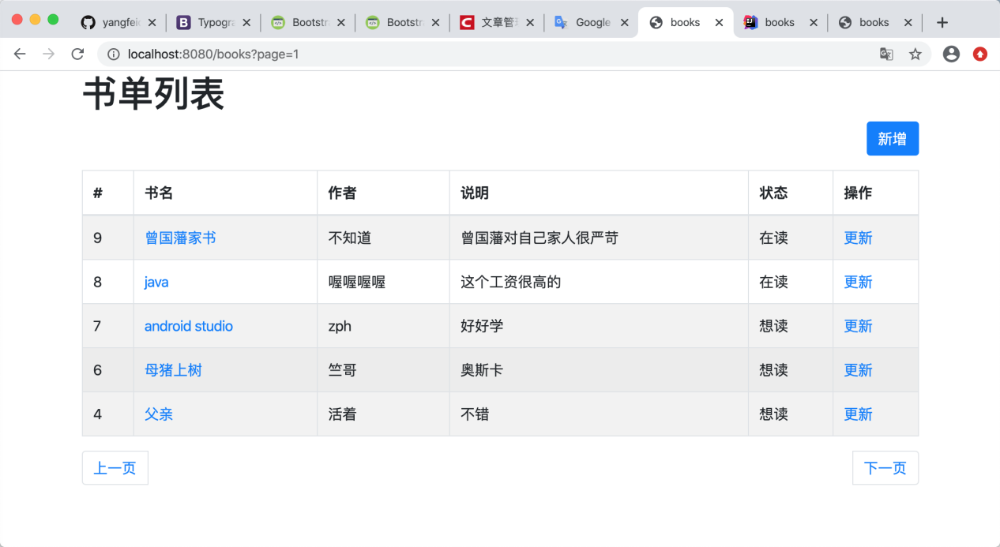 yangfei
Typogra
Bootstr
Bootstr
文章管
Google
books
books
books
localhost:8080/books?page=1
书单列表
新增
# 书名 作者 说明 状态 操作
9 曾国藩家书 不知道 曾国藩对自己家人很严苛 在读 更新
8 java 喔喔喔喔 这个工资很高的 在读 更新
7 android studio zph 好好学 想读 更新
6 母猪上树 竺哥 奥斯卡 想读 更新
4 父亲 活着 不错 想读 更新
上一页 下一页